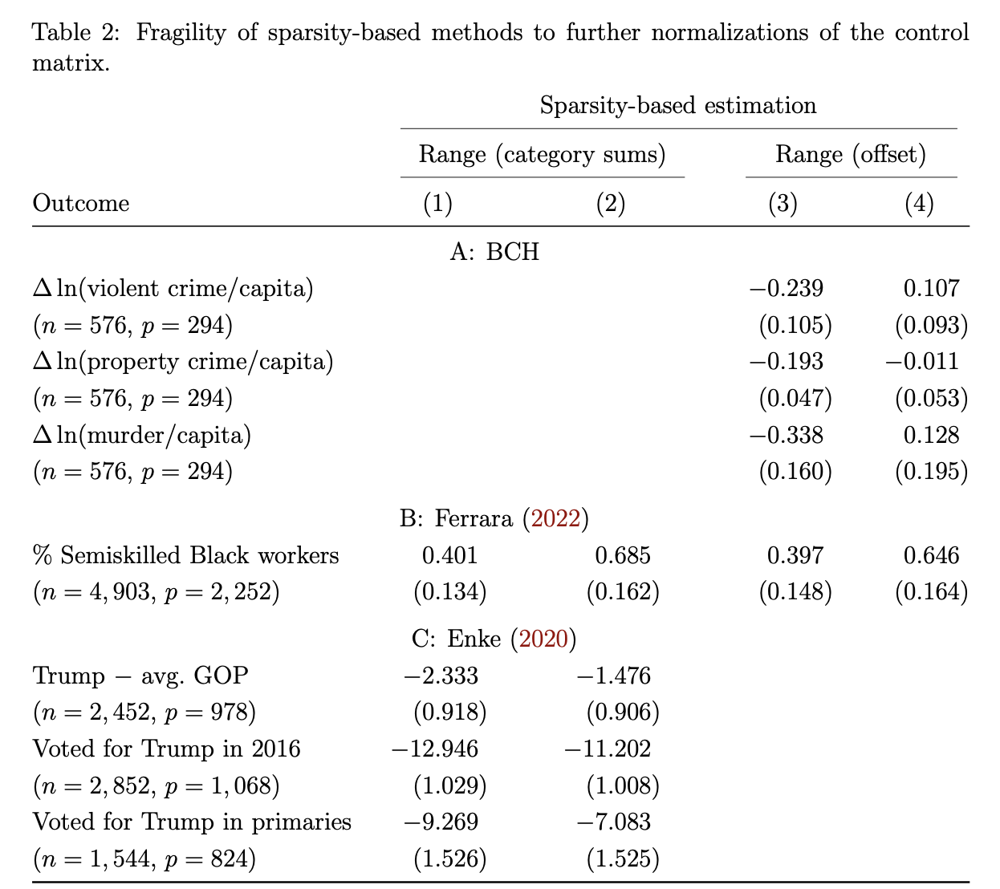 Table 2: Fragility of sparsity-based methods to further normalizations of the control
matrix.
Sparsity-based estimation
Range (category sums) Range (offset)
Outcome (1) (2) (3) (4)
A: BCH
Δ ln(violent crime/capita) −0.239 0.107
(n = 576, p = 294) (0.105) (0.093)
Δ ln(property crime/capita) −0.193 −0.011
(n = 576, p = 294) (0.047) (0.053)
Δ ln(murder/capita) −0.338 0.128
(n = 576, p = 294) (0.160) (0.195)
B: Ferrara (2022)
% Semiskilled Black workers 0.401 0.685 0.397 0.646
(n = 4,903, p = 2,252) (0.134) (0.162) (0.148) (0.164)
C: Enke (2020)
Trump − avg. GOP −2.333 −1.476
(n = 2,452, p = 978) (0.918) (0.906)
Voted for Trump in 2016 −12.946 −11.202
(n = 2,852, p = 1,068) (1.029) (1.008)
Voted for Trump in primaries −9.269 −7.083
(n = 1,544, p = 824) (1.526) (1.525)